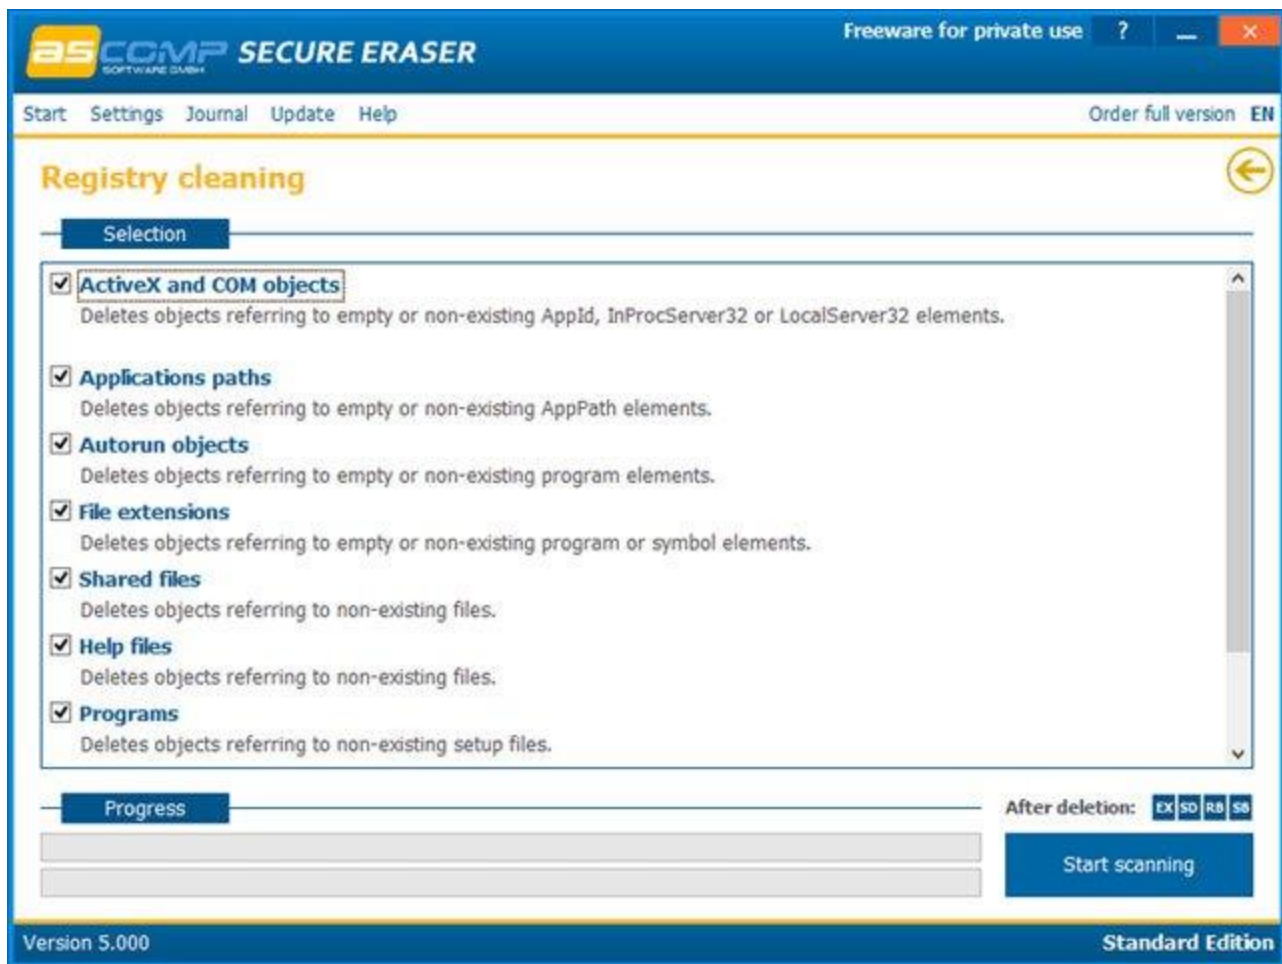 Freeware for private use ?
ascomp SECURE ERASER
SOFTWARE GMBH
Start Settings Journal Update Help Order full version EN
Registry cleaning
Selection
ActiveX and COM objects
Deletes objects referring to empty or non-existing AppId, InProcServer32 or LocalServer32 elements.
Applications paths
Deletes objects referring to empty or non-existing AppPath elements.
Autorun objects
Deletes objects referring to empty or non-existing program elements.
File extensions
Deletes objects referring to empty or non-existing program or symbol elements.
Shared files
Deletes objects referring to non-existing files.
Help files
Deletes objects referring to non-existing files.
Programs
Deletes objects referring to non-existing setup files.
Progress
After deletion: EX SD RB SB
Start scanning
Version 5.000 Standard Edition